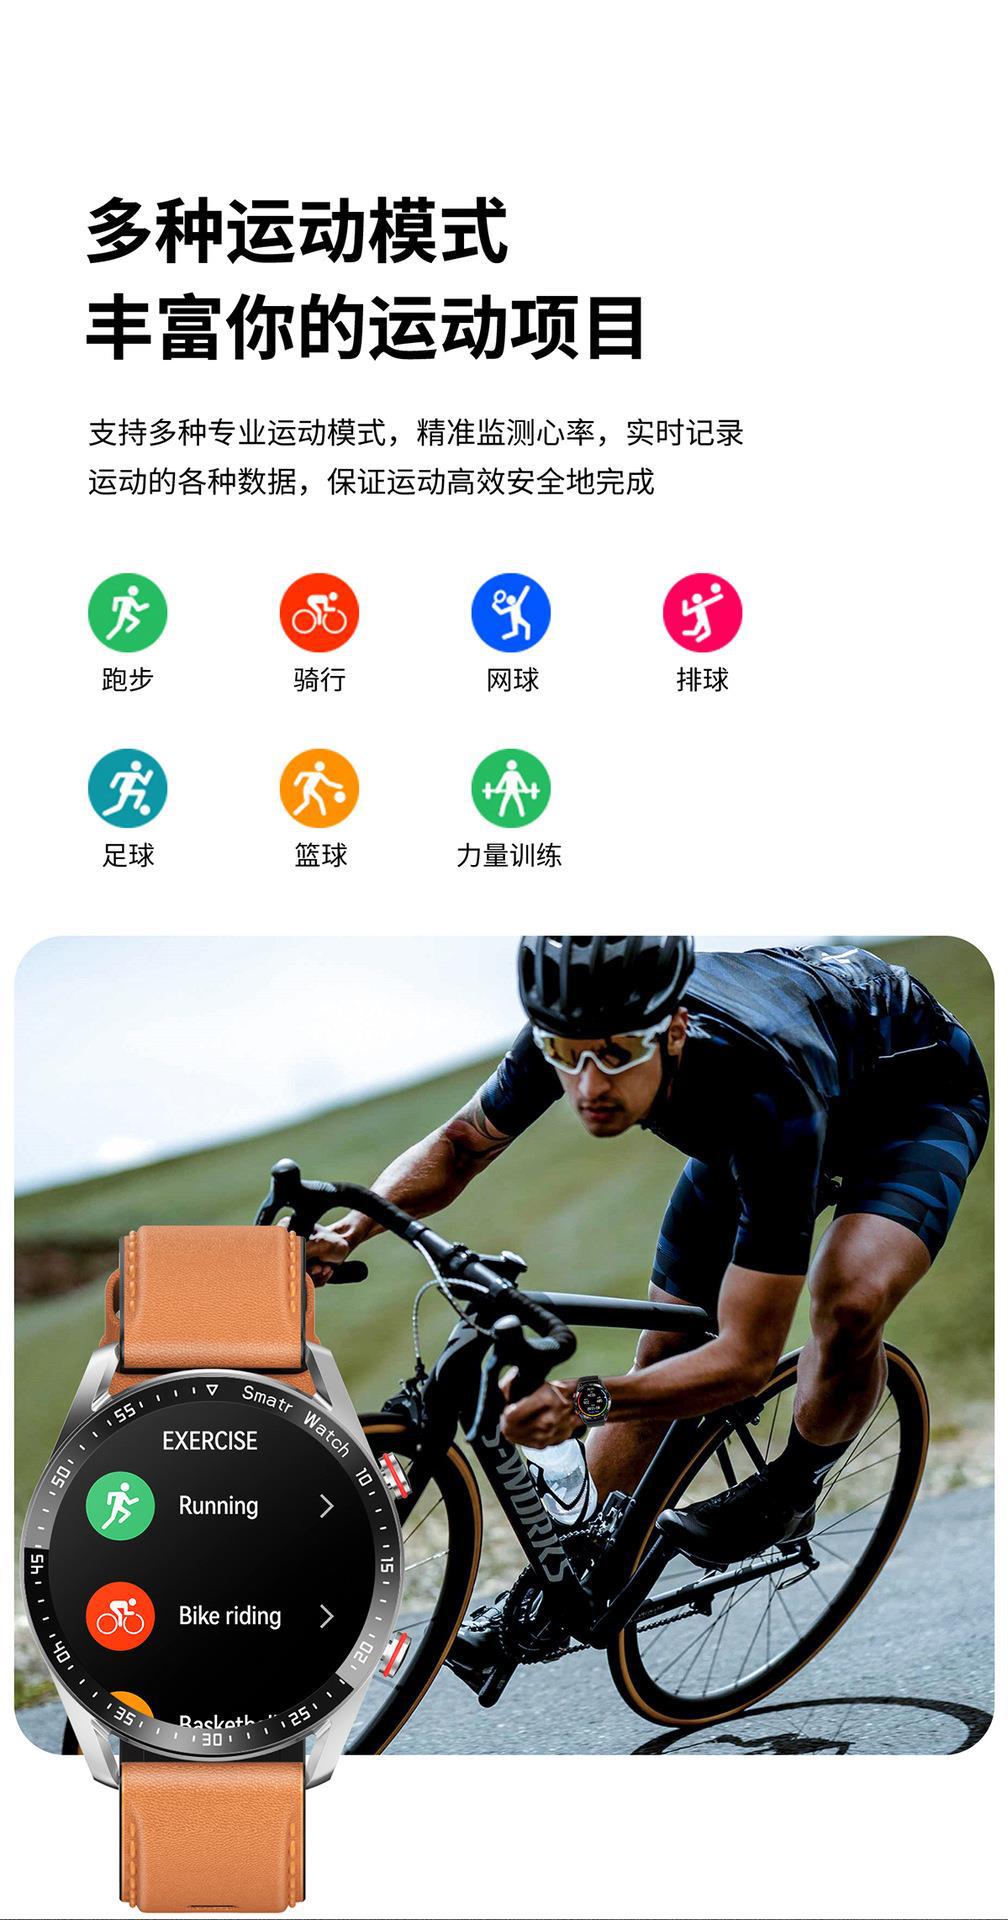 多种运动模式
丰富你的运动项目
支持多种专业运动模式，精准监测心率，实时记录
运动的各种数据，保证运动高效安全地完成
跑步
骑行
网球
排球
足球
篮球
力量训练
Smatr Watch
EXERCISE
Running
Bike riding
10
15
20
25
30
35
40
45
50
55
S-WORKS